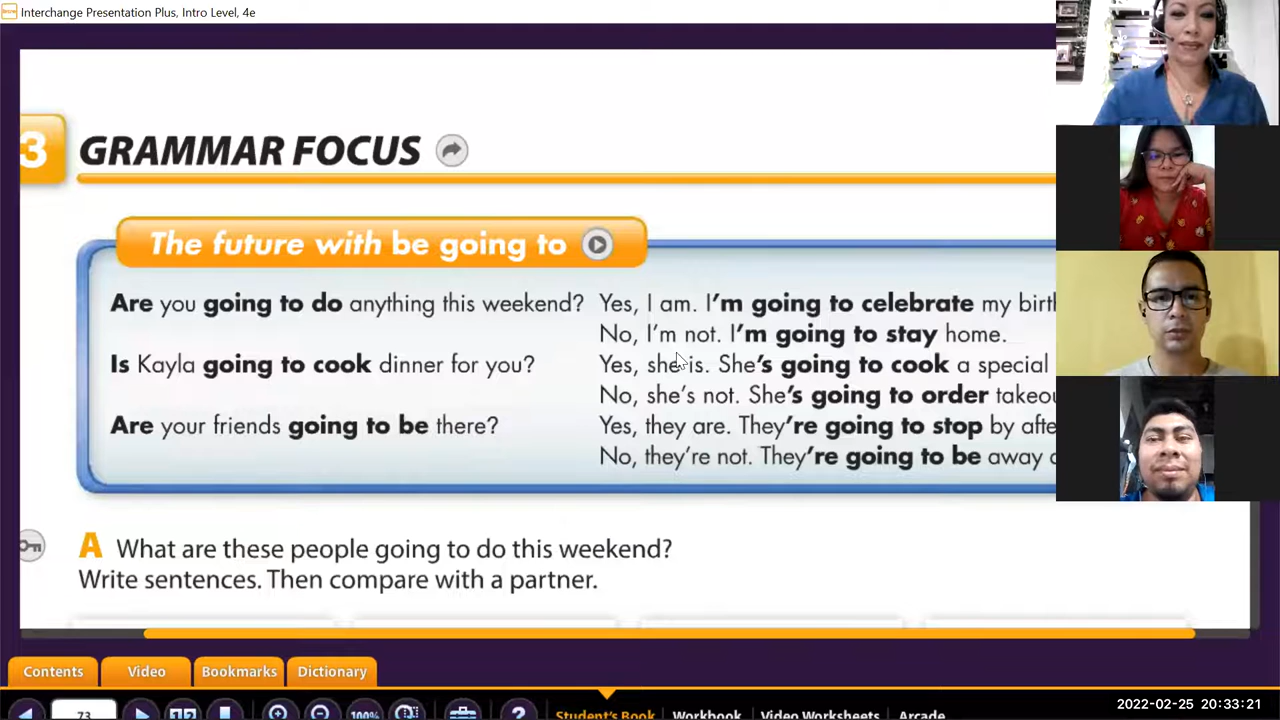 Interchange Presentation Plus, Intro Level, 4e
3 GRAMMAR FOCUS
The future with be going to
Are you going to do anything this weekend? Yes, I am. I'm going to celebrate my
No, I'm not. I'm going to stay home.
Is Kayla going to cook dinner for you? Yes, she is. She's going to cook a special
No, she's not. She's going to order
Are your friends going to be there? Yes, they are. They're going to stop by
No, they're not. They're going to be away
A What are these people going to do this weekend?
Write sentences. Then compare with a partner.
Contents Video Bookmarks Dictionary
73 100% ? Student's Book Workbook Video Worksheets Arcade
2022-02-25 20:33:21